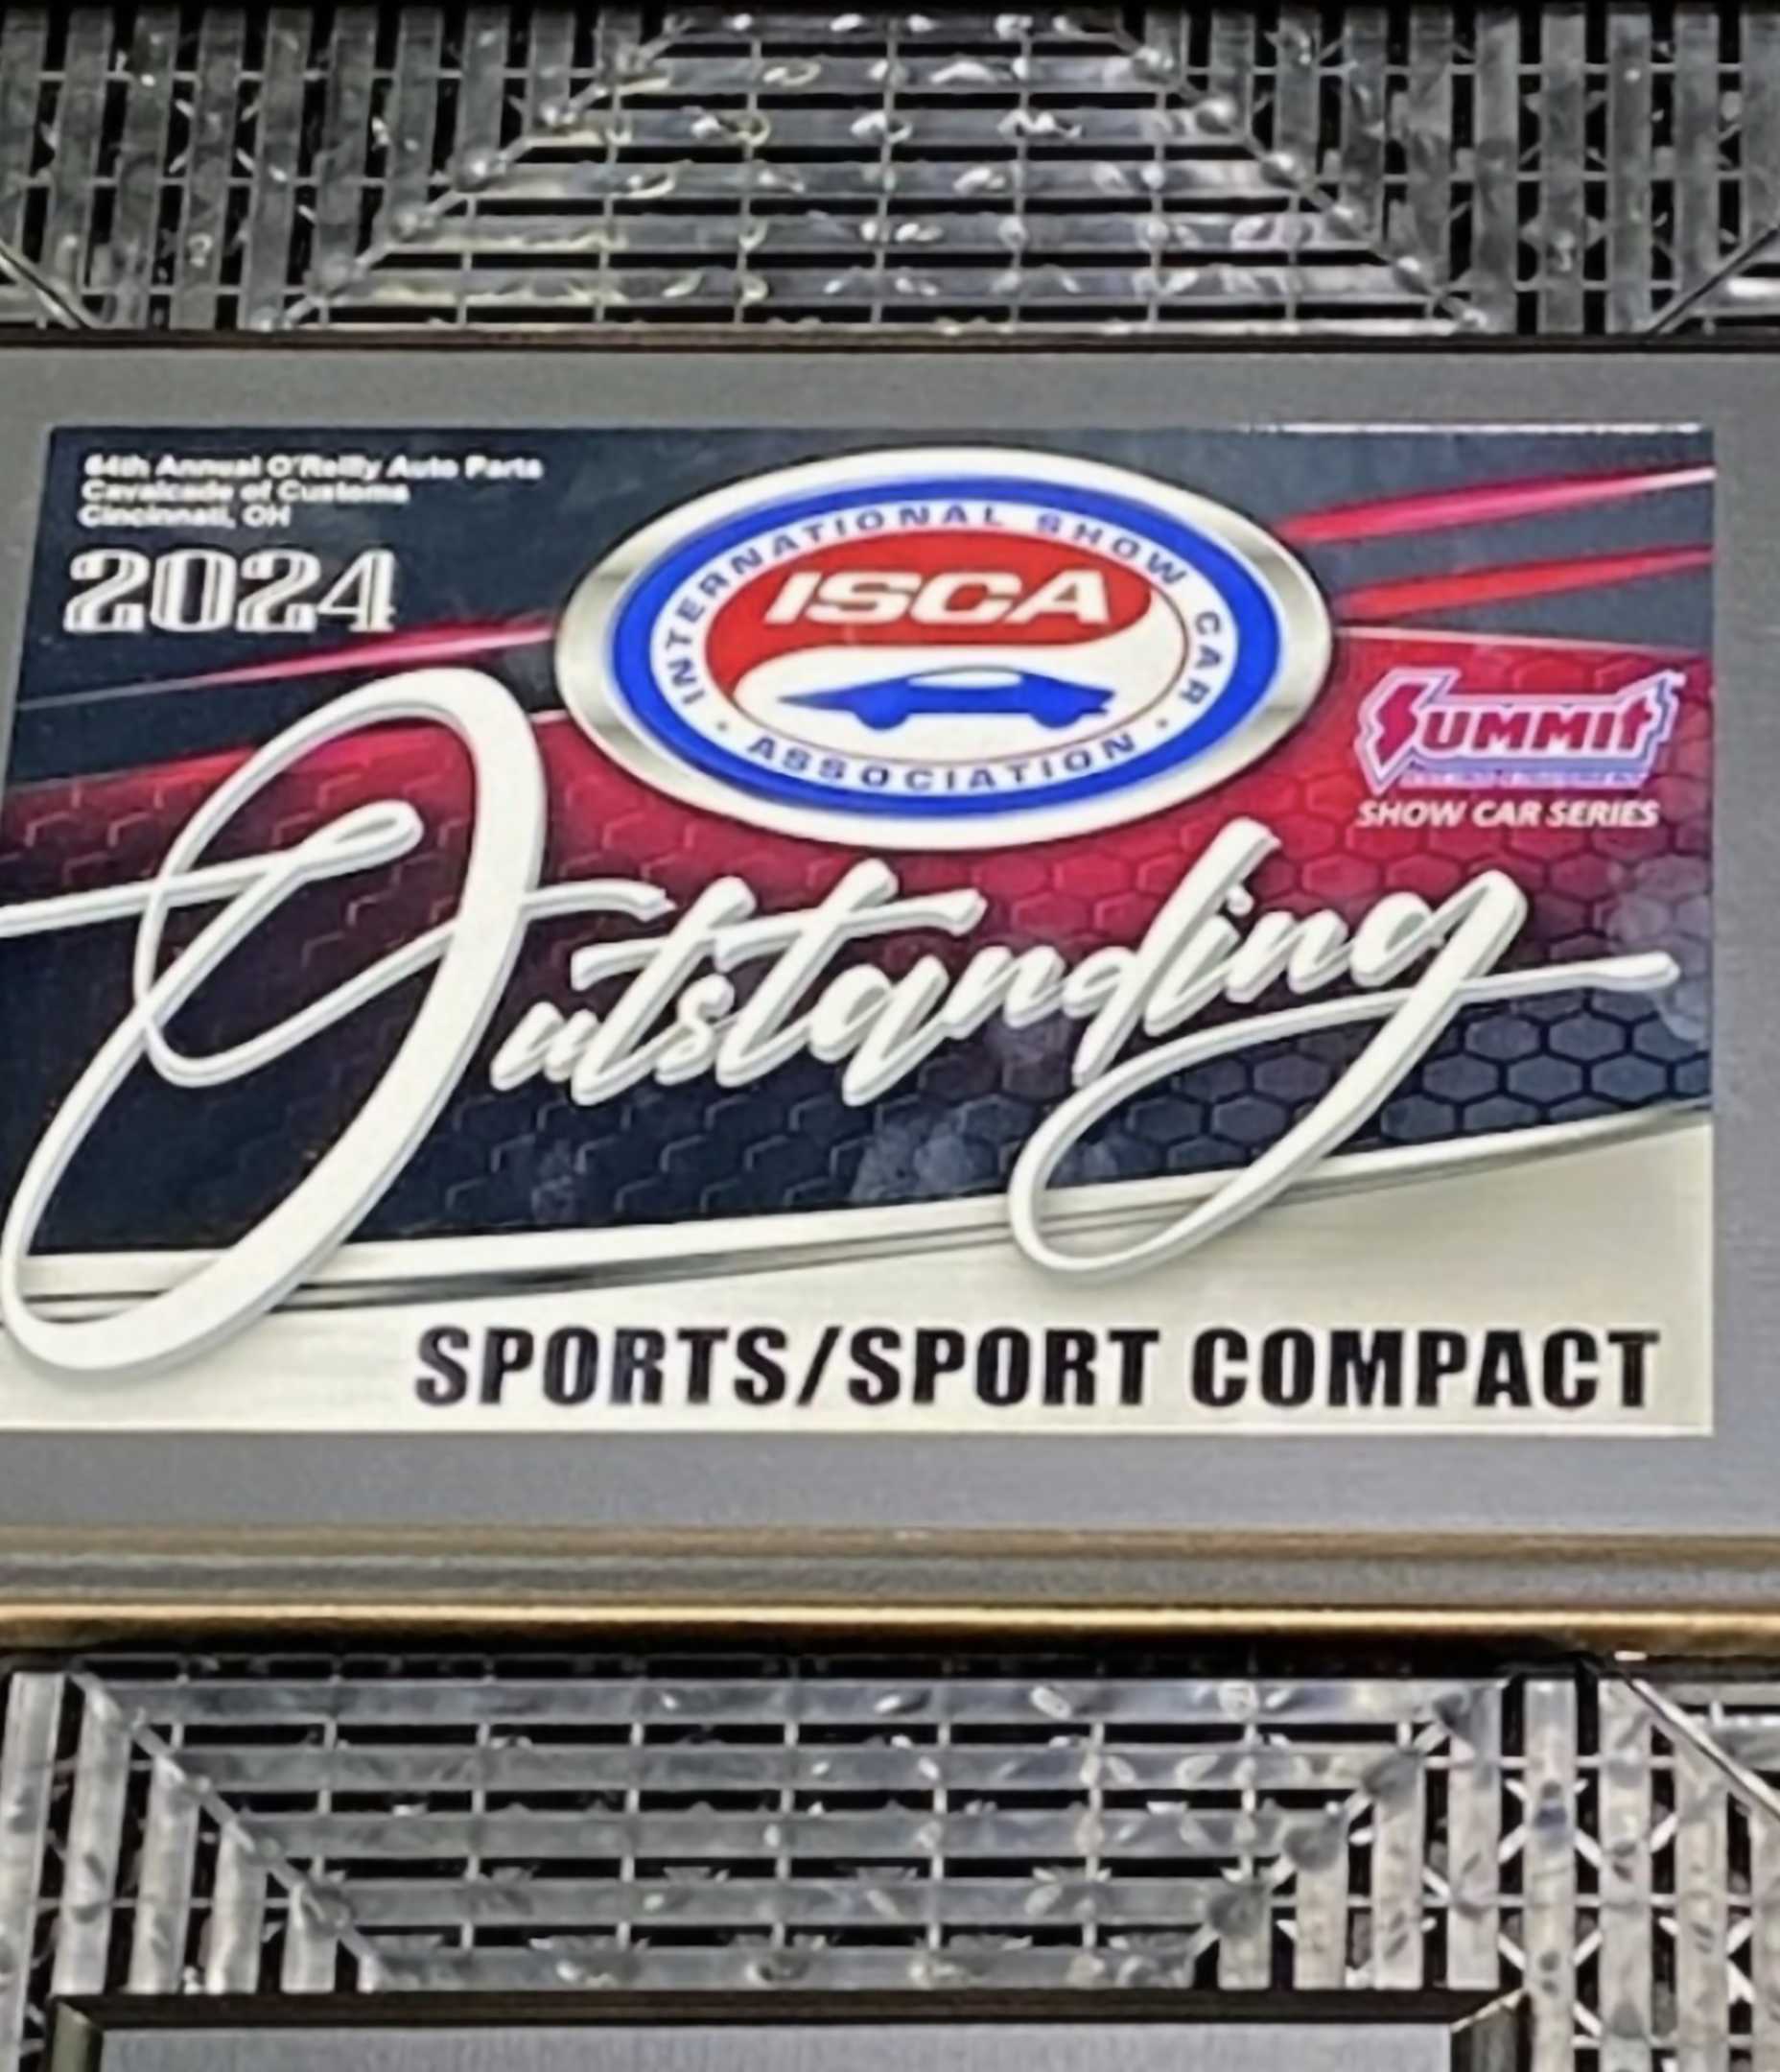 64th Annual O'Reilly Auto Parts
Cavalcade of Customs
Cincinnati, OH
2024
INTERNATIONAL SHOW CAR
ISCA
ASSOCIATION
SUMMIT
SHOW CAR SERIES
Outstanding
SPORTS/SPORT COMPACT